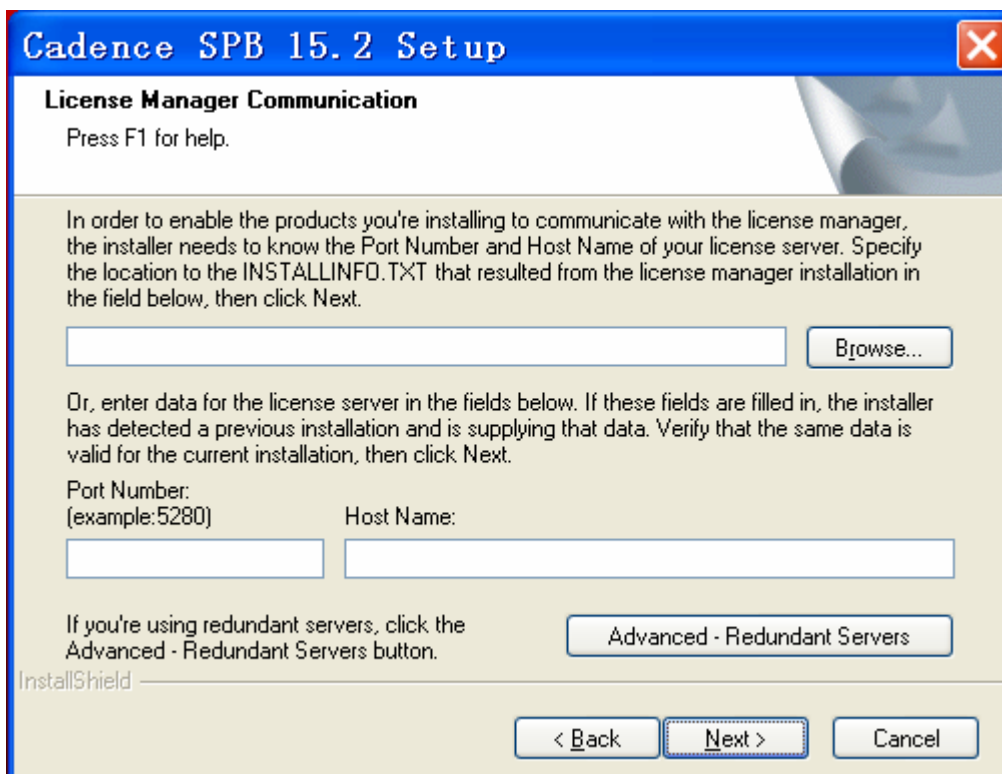 Cadence SPB 15.2 Setup
License Manager Communication
Press F1 for help.
In order to enable the products you're installing to communicate with the license manager,
the installer needs to know the Port Number and Host Name of your license server. Specify
the location to the INSTALLINFO.TXT that resulted from the license manager installation in
the field below, then click Next.
Browse...
Or, enter data for the license server in the fields below. If these fields are filled in, the installer
has detected a previous installation and is supplying that data. Verify that the same data is
valid for the current installation, then click Next.
Port Number:
(example:5280)
Host Name:
If you're using redundant servers, click the
Advanced - Redundant Servers button.
Advanced - Redundant Servers
InstallShield
< Back
Next >
Cancel